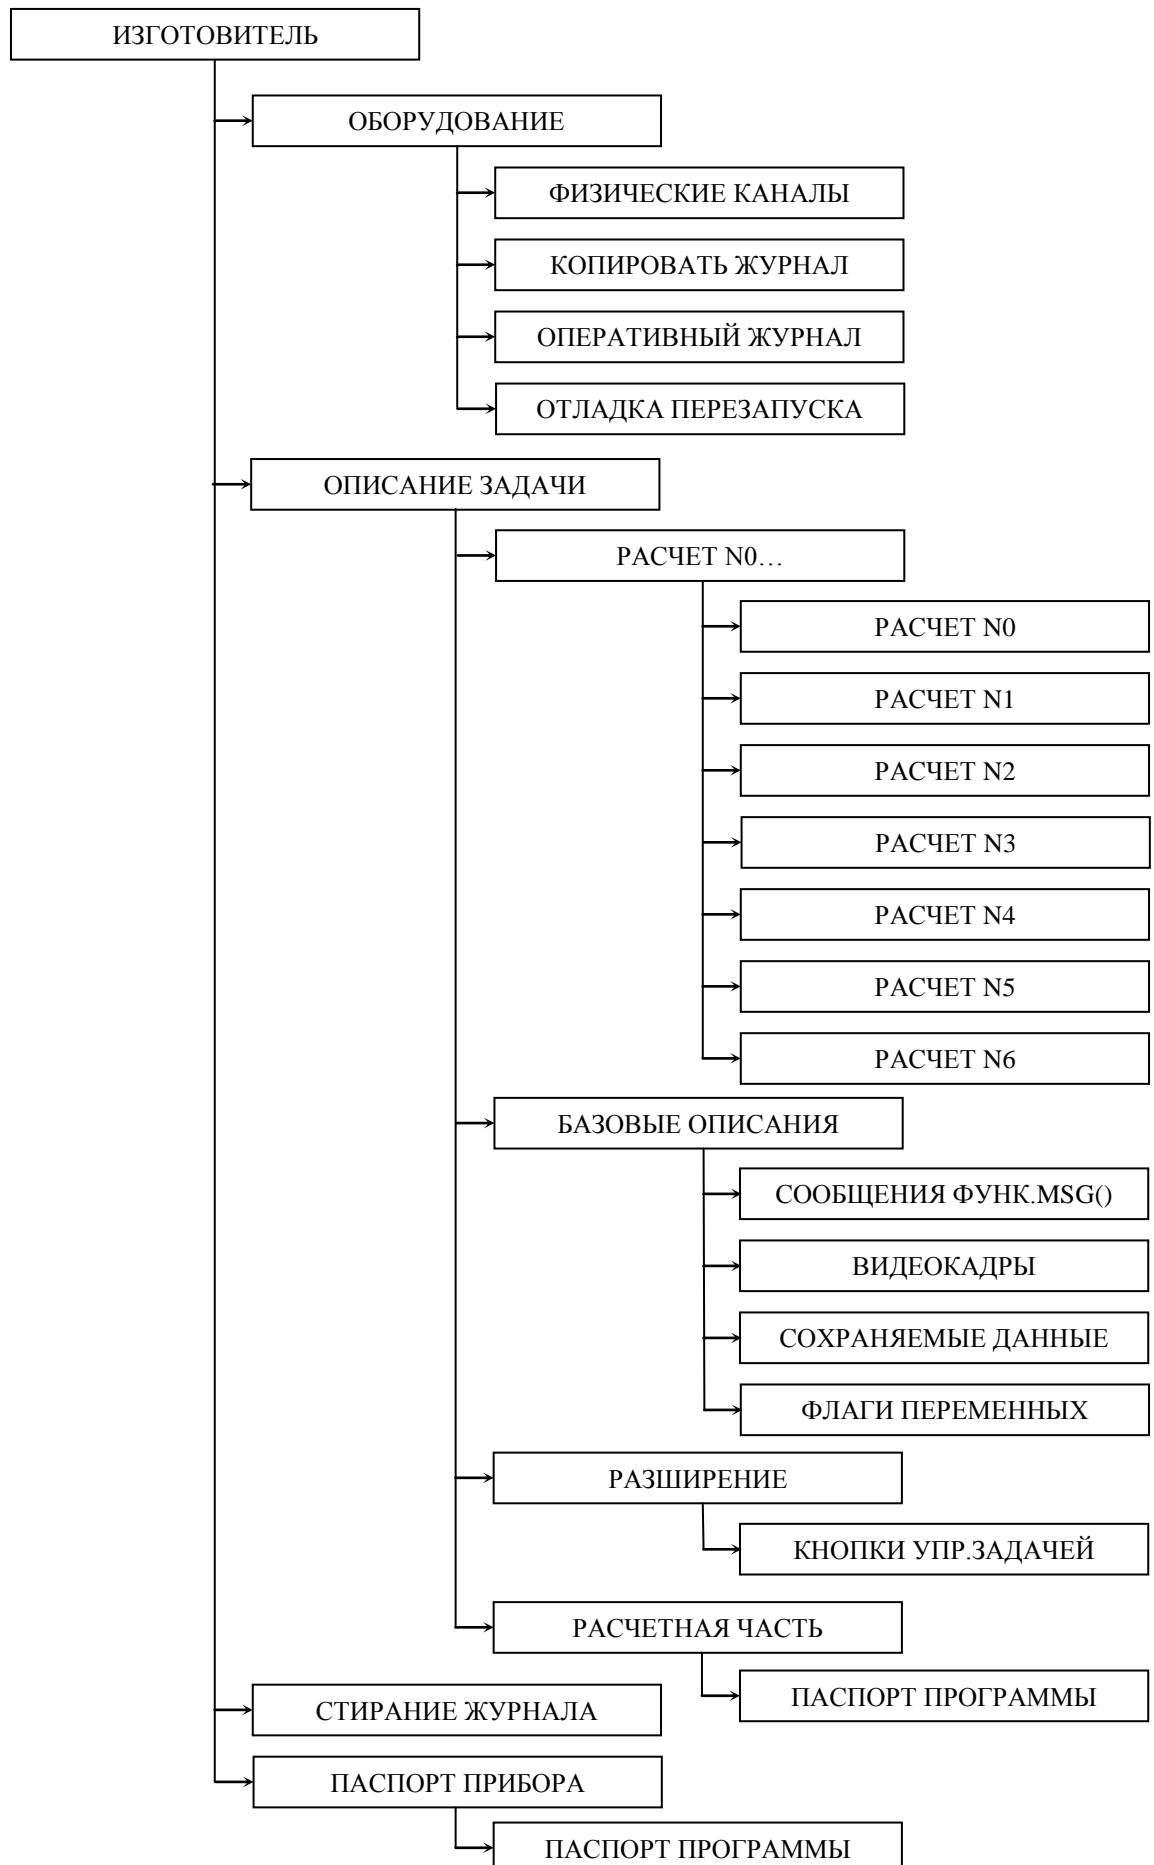 ИЗГОТОВИТЕЛЬ
ОБОРУДОВАНИЕ
ФИЗИЧЕСКИЕ КАНАЛЫ
КОПИРОВАТЬ ЖУРНАЛ
ОПЕРАТИВНЫЙ ЖУРНАЛ
ОТЛАДКА ПЕРЕЗАПУСКА
ОПИСАНИЕ ЗАДАЧИ
РАСЧЕТ N0…
РАСЧЕТ N0
РАСЧЕТ N1
РАСЧЕТ N2
РАСЧЕТ N3
РАСЧЕТ N4
РАСЧЕТ N5
РАСЧЕТ N6
БАЗОВЫЕ ОПИСАНИЯ
СООБЩЕНИЯ ФУНК.MSG()
ВИДЕОКАДРЫ
СОХРАНЯЕМЫЕ ДАННЫЕ
ФЛАГИ ПЕРЕМЕННЫХ
РАЗШИРЕНИЕ
КНОПКИ УПР.ЗАДАЧЕЙ
РАСЧЕТНАЯ ЧАСТЬ
ПАСПОРТ ПРОГРАММЫ
СТИРАНИЕ ЖУРНАЛА
ПАСПОРТ ПРИБОРА
ПАСПОРТ ПРОГРАММЫ